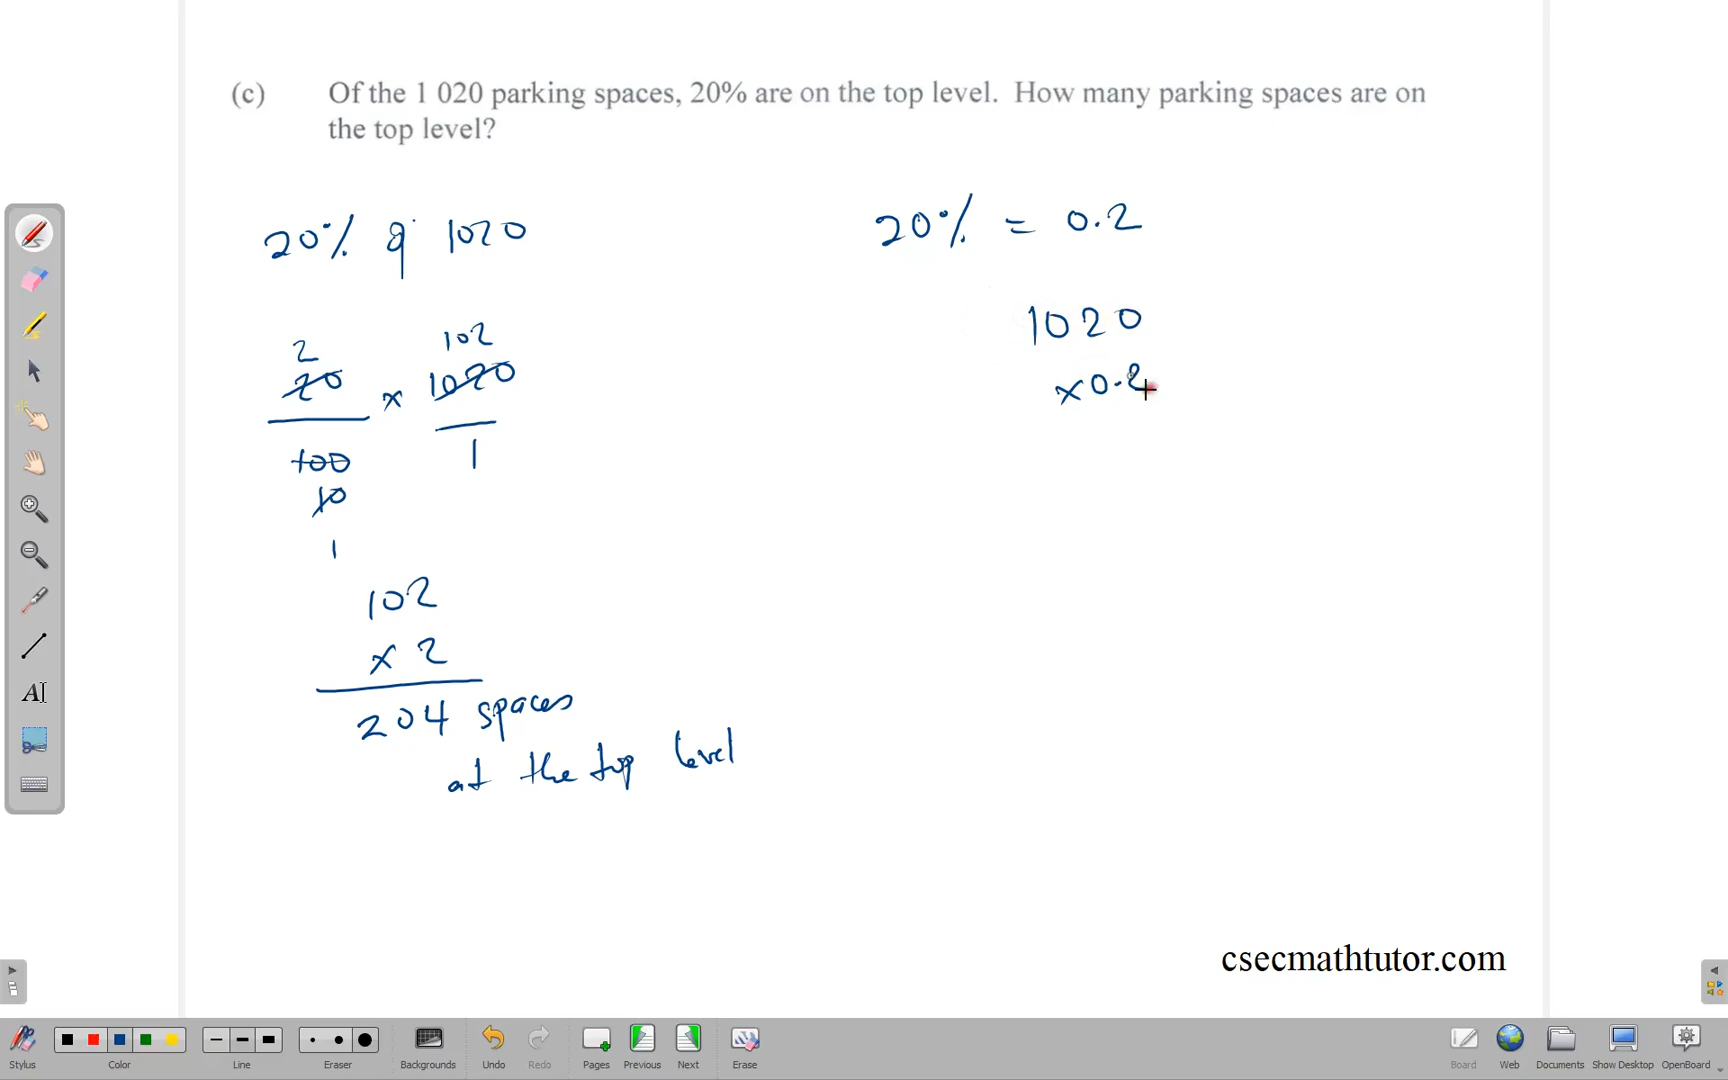 (c) Of the 1 020 parking spaces, 20% are on the top level. How many parking spaces are on
the top level?
20% of 1020
2
20
100
10
1
x
102
1020
1
102
x 2
204 spaces
at the top level
20% = 0.2
1020
x 0.2
csecmathtutor.com
AI
Stylus
Color
Line
Eraser
Backgrounds
Undo
Redo
Pages
Previous
Next
Erase
Board
Web
Documents
Show Desktop
OpenBoard